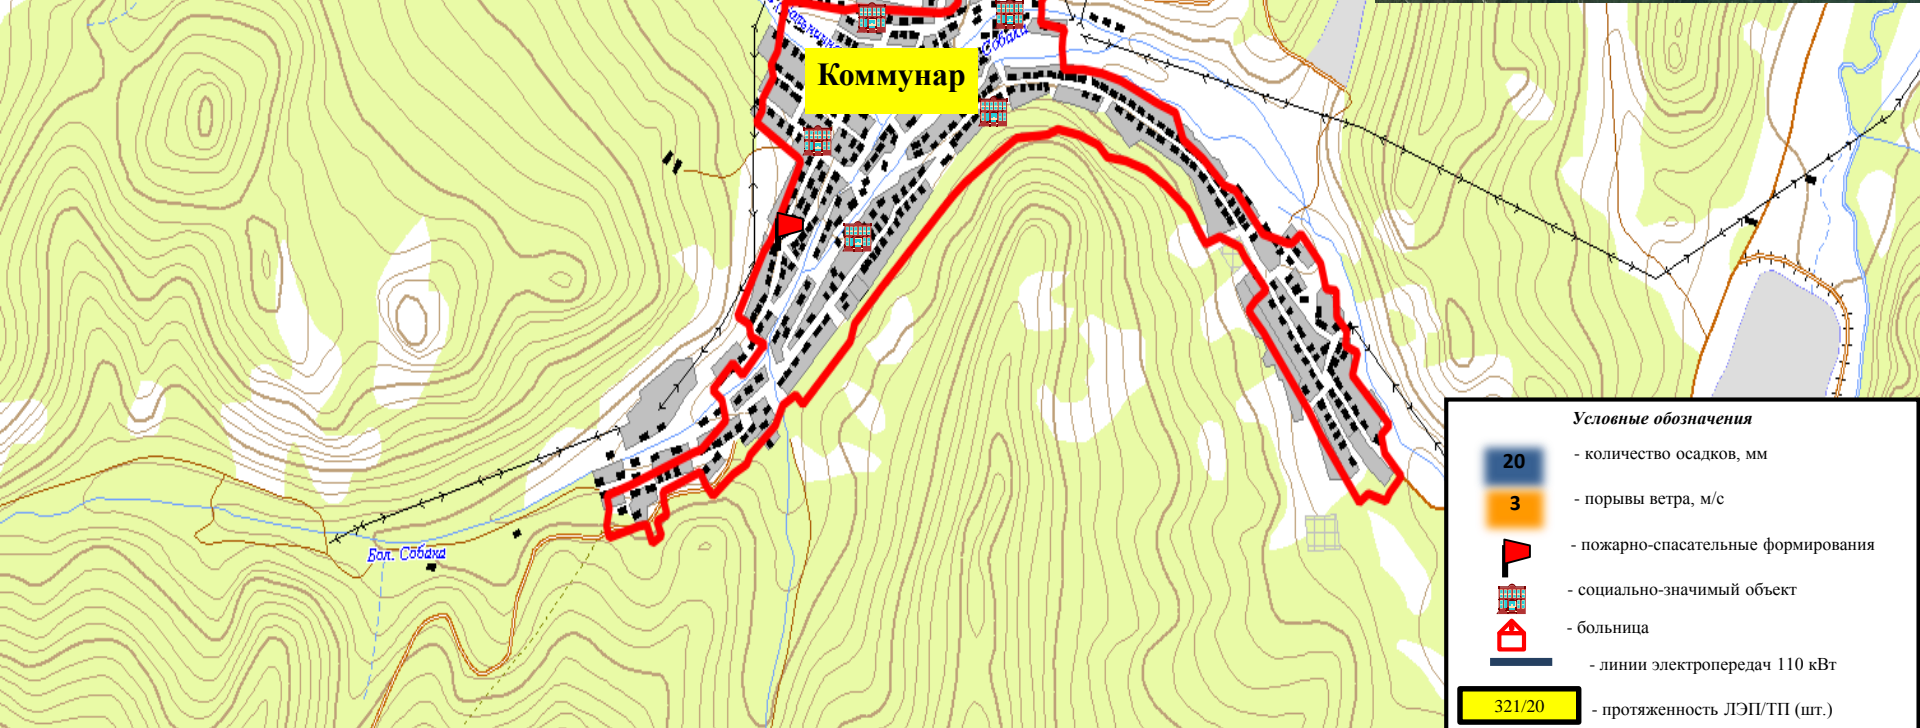 Собака
Коммунар
Бол. Собака
Условные обозначения
20 - количество осадков, мм
3 - порывы ветра, м/с
- пожарно-спасательные формирования
- социально-значимый объект
- больница
- линии электропередач 110 кВт
321/20 - протяженность ЛЭП/ТП (шт.)